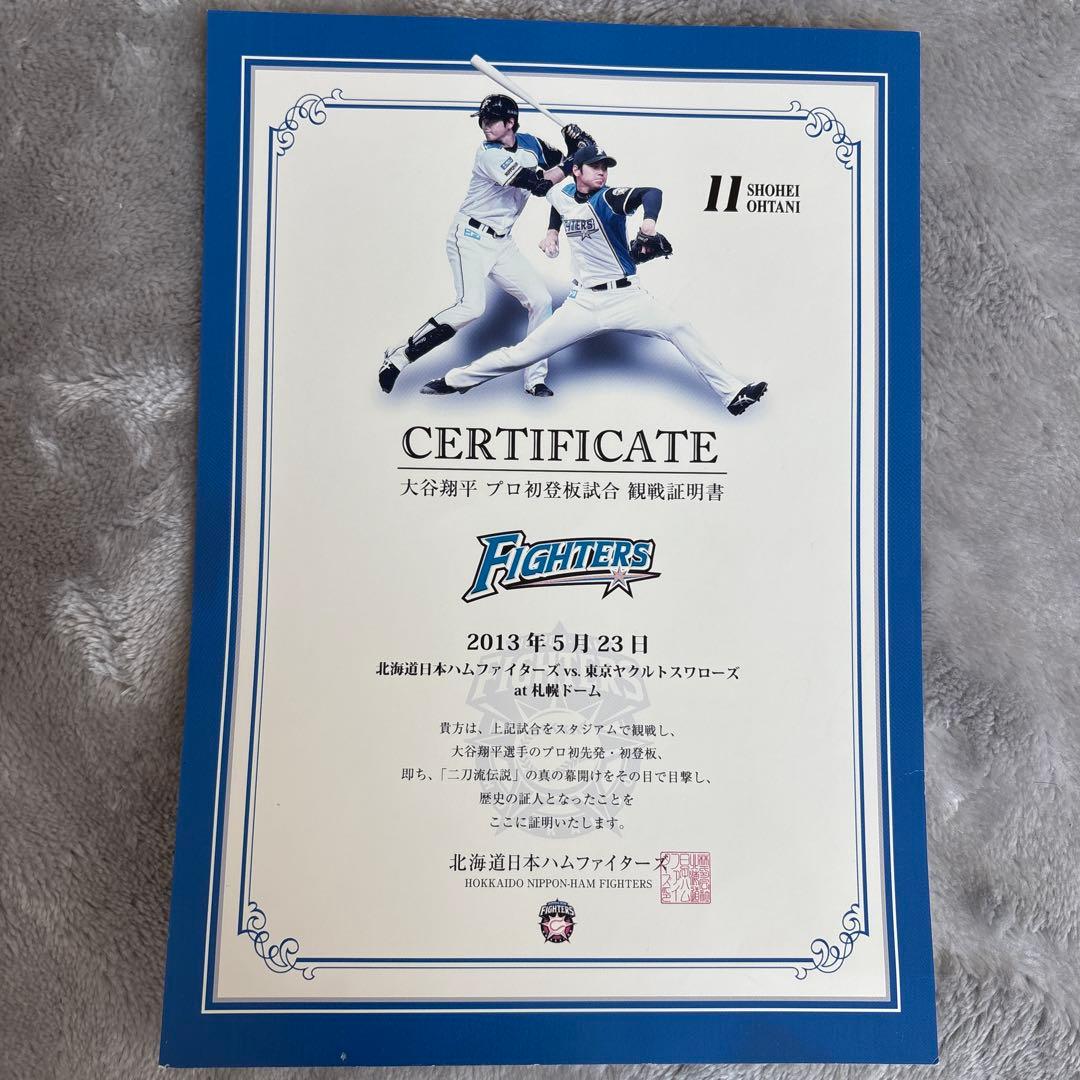 11 SHOHEI
OHTANI
CERTIFICATE
大谷翔平 プロ初登板試合 観戦証明書
FIGHTERS
2013年5月23日
北海道日本ハムファイターズ vs. 東京ヤクルトスワローズ
at 札幌ドーム
貴方は、上記試合をスタジアムで観戦し、
大谷翔平選手のプロ初先発・初登板、
即ち、「二刀流伝説」の真の幕開けをその目で目撃し、
歴史の証人となったことを
ここに証明いたします。
北海道日本ハムファイターズ
HOKKAIDO NIPPON-HAM FIGHTERS
FIGHTERS